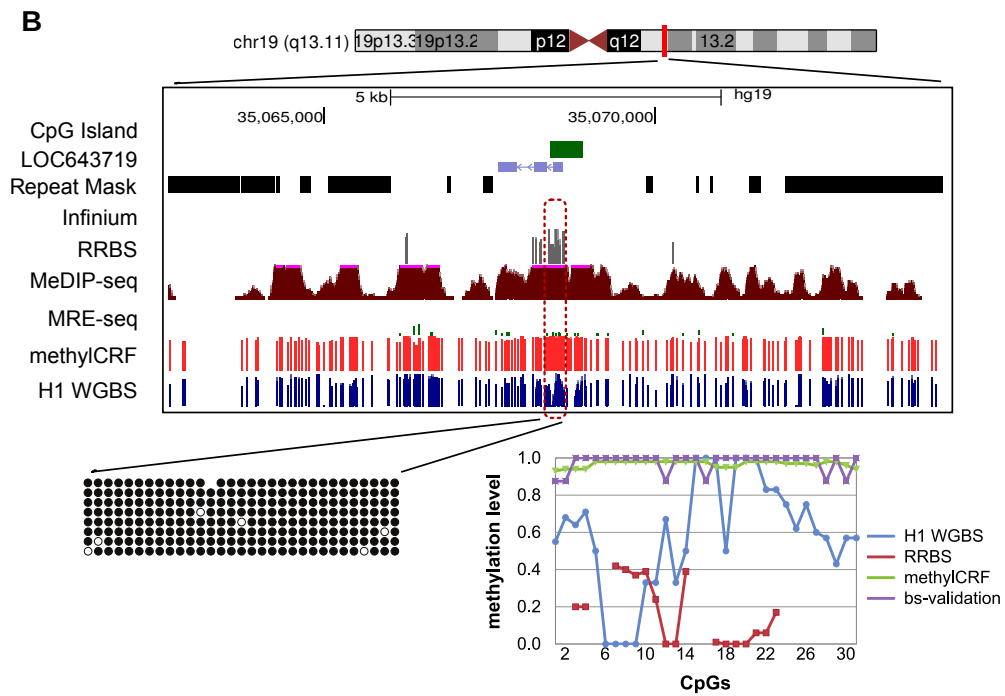 B
chr19 (q13.11) 19p13.3 19p13.2 p12 q12 13.2
5 kb hg19
35,065,000 35,070,000
CpG Island
LOC643719
Repeat Mask
Infinium
RRBS
MeDIP-seq
MRE-seq
methylCRF
H1 WGBS
methylation level
1.0
0.8
0.6
0.4
0.2
0.0
2 6 10 14 18 22 26 30
CpGs
H1 WGBS
RRBS
methylCRF
bs-validation